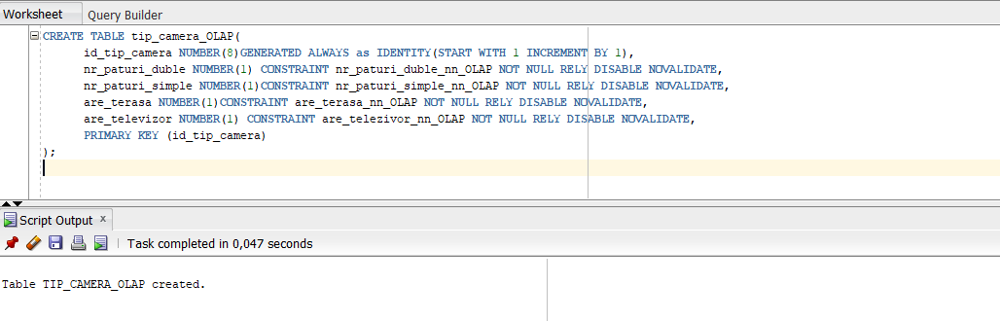 Worksheet Query Builder
CREATE TABLE tip_camera_OLAP(
id_tip_camera NUMBER(8)GENERATED ALWAYS as IDENTITY(START WITH 1 INCREMENT BY 1),
nr_paturi_duble NUMBER(1) CONSTRAINT nr_paturi_duble_nn_OLAP NOT NULL RELY DISABLE NOVALIDATE,
nr_paturi_simple NUMBER(1)CONSTRAINT nr_paturi_simple_nn_OLAP NOT NULL RELY DISABLE NOVALIDATE,
are_terasa NUMBER(1)CONSTRAINT are_terasa_nn_OLAP NOT NULL RELY DISABLE NOVALIDATE,
are_televizor NUMBER(1) CONSTRAINT are_telezivor_nn_OLAP NOT NULL RELY DISABLE NOVALIDATE,
PRIMARY KEY (id_tip_camera)
);
Script Output x
Task completed in 0,047 seconds
Table TIP_CAMERA_OLAP created.